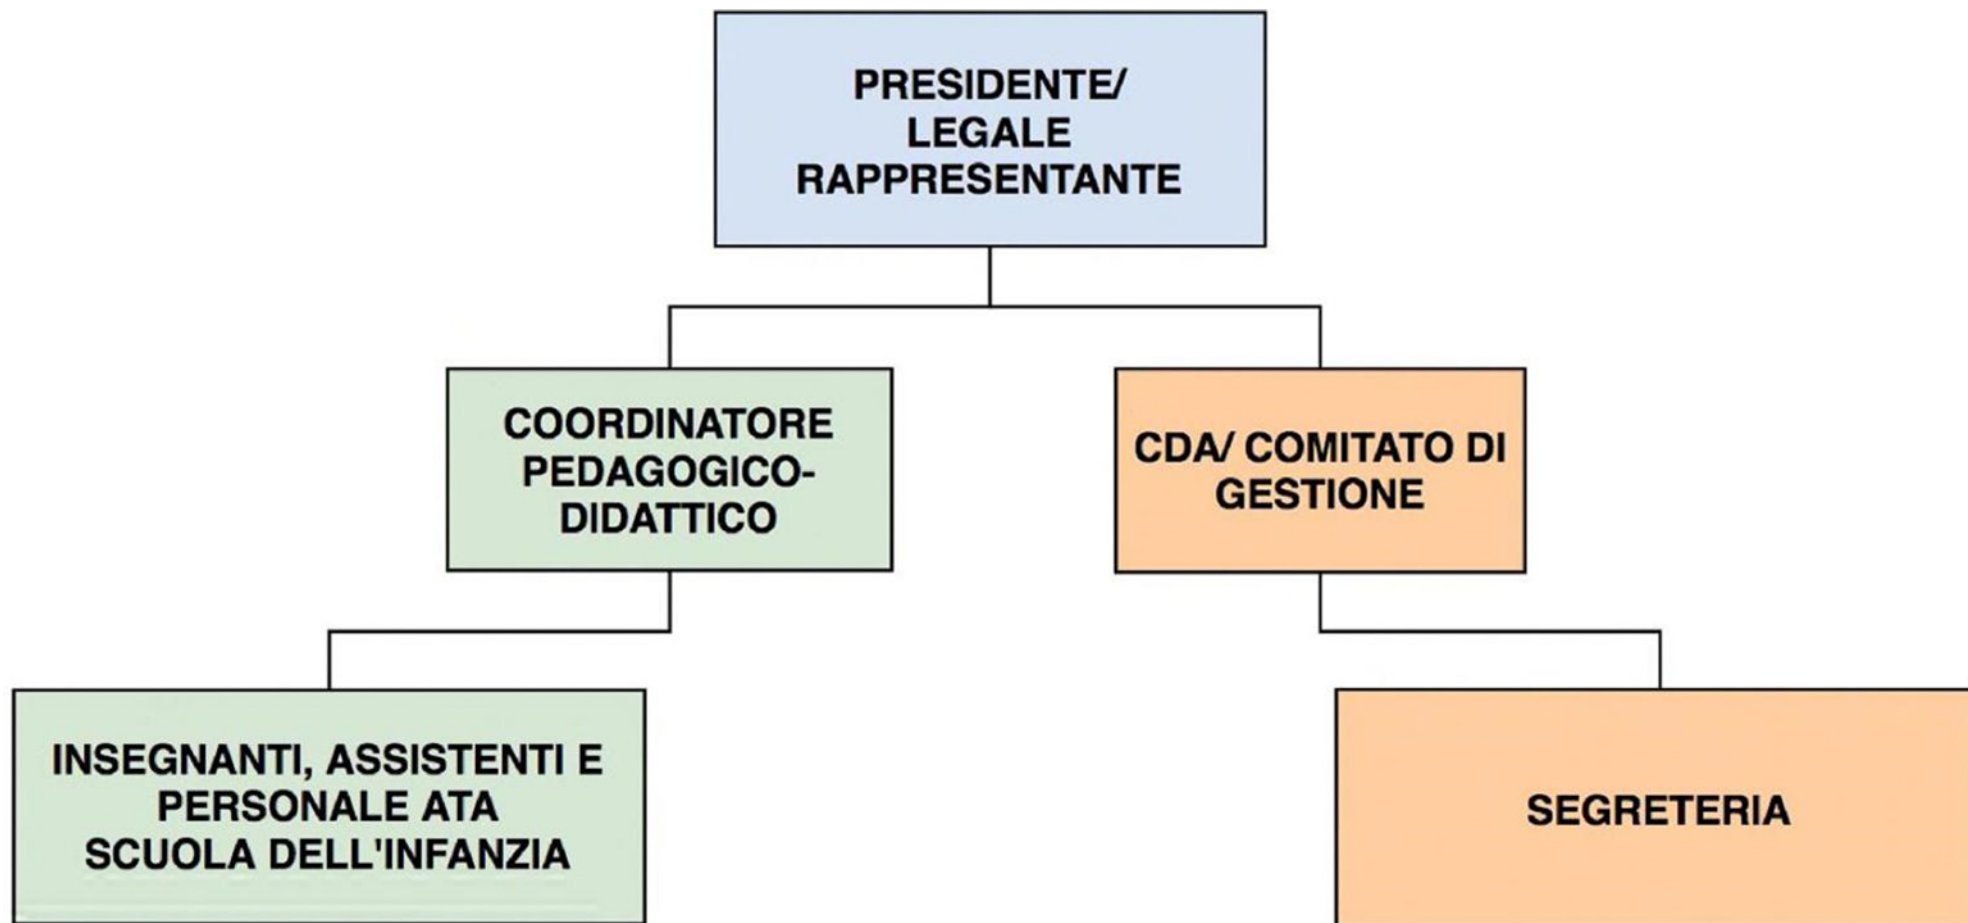 PRESIDENTE/
LEGALE
RAPPRESENTANTE
COORDINATORE
PEDAGOGICO-
DIDATTICO
CDA/ COMITATO DI
GESTIONE
INSEGNANTI, ASSISTENTI E
PERSONALE ATA
SCUOLA DELL'INFANZIA
SEGRETERIA